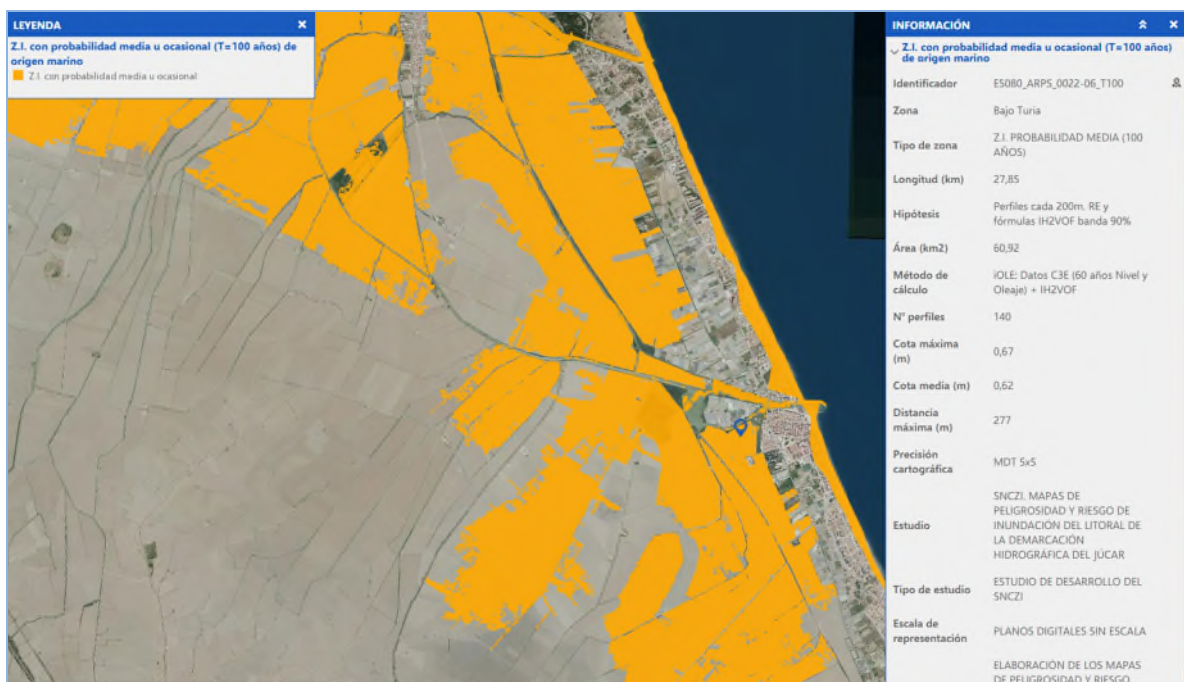 LEYENDA
Z.I. con probabilidad media u ocasional (T=100 años) de
origen marino
Z.I. con probabilidad media u ocasional
INFORMACIÓN
Z.I. con probabilidad media u ocasional (T=100 años)
de origen marino
Identificador ES080_ARPS_0022-06_T100
Zona Bajo Turia
Tipo de zona Z.I. PROBABILIDAD MEDIA (100
AÑOS)
Longitud (km) 27,85
Hipótesis Perfiles cada 200m. RE y
fórmulas IH2VOF banda 90%
Área (km2) 60,92
Método de
cálculo iOLE: Datos C3E (60 años Nivel y
Oleaje) + IH2VOF
Nº perfiles 140
Cota máxima
(m) 0,67
Cota media (m) 0,62
Distancia
máxima (m) 277
Precisión
cartográfica MDT 5x5
Estudio SNCZI. MAPAS DE
PELIGROSIDAD Y RIESGO DE
INUNDACIÓN DEL LITORAL DE
LA DEMARCACIÓN
HIDROGRÁFICA DEL JÚCAR
Tipo de estudio ESTUDIO DE DESARROLLO DEL
SNCZI
Escala de
representación PLANOS DIGITALES SIN ESCALA
ELABORACIÓN DE LOS MAPAS
DE PELIGROSIDAD Y RIESGO